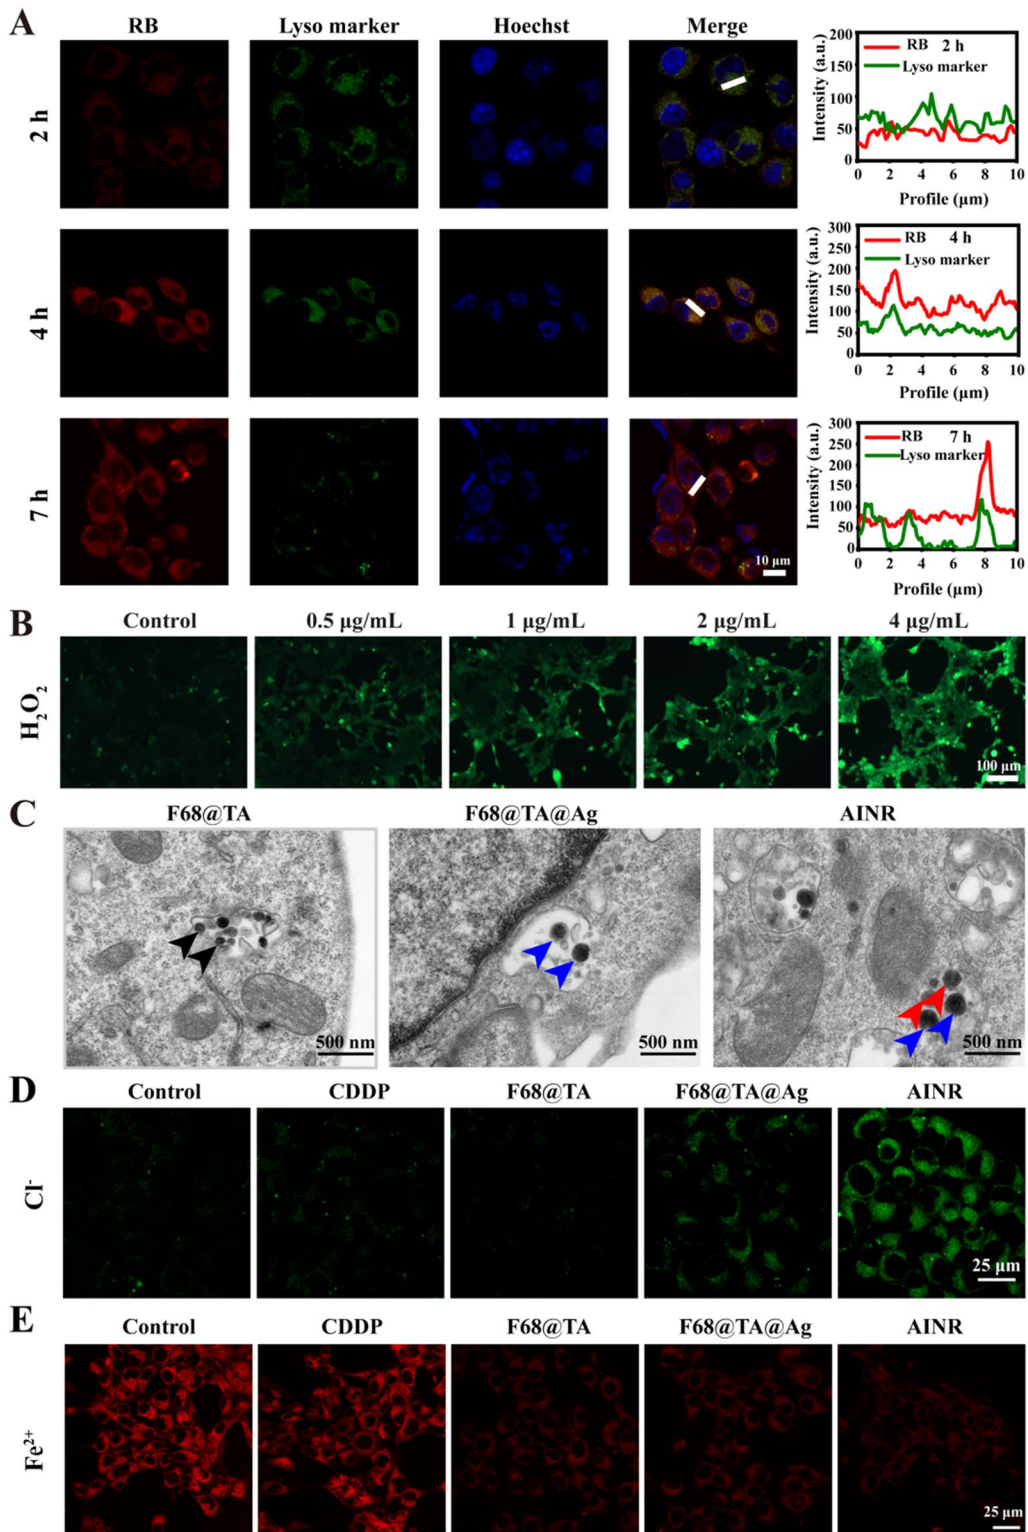 A
RB Lyso marker Hoechst Merge
2 h
200
150
100
50
0
Intensity (a.u.)
RB 2 h
Lyso marker
0 2 4 6 8 10
Profile (µm)
4 h
300
250
200
150
100
50
0
Intensity (a.u.)
RB 4 h
Lyso marker
0 2 4 6 8 10
Profile (µm)
7 h
10 µm
300
250
200
150
100
50
0
Intensity (a.u.)
RB 7 h
Lyso marker
0 2 4 6 8 10
Profile (µm)
B
Control 0.5 µg/mL 1 µg/mL 2 µg/mL 4 µg/mL
H₂O₂
100 µm
C
F68@TA F68@TA@Ag AINR
500 nm 500 nm 500 nm
D
Control CDDP F68@TA F68@TA@Ag AINR
Cl⁻
25 µm
E
Control CDDP F68@TA F68@TA@Ag AINR
Fe²⁺
25 µm